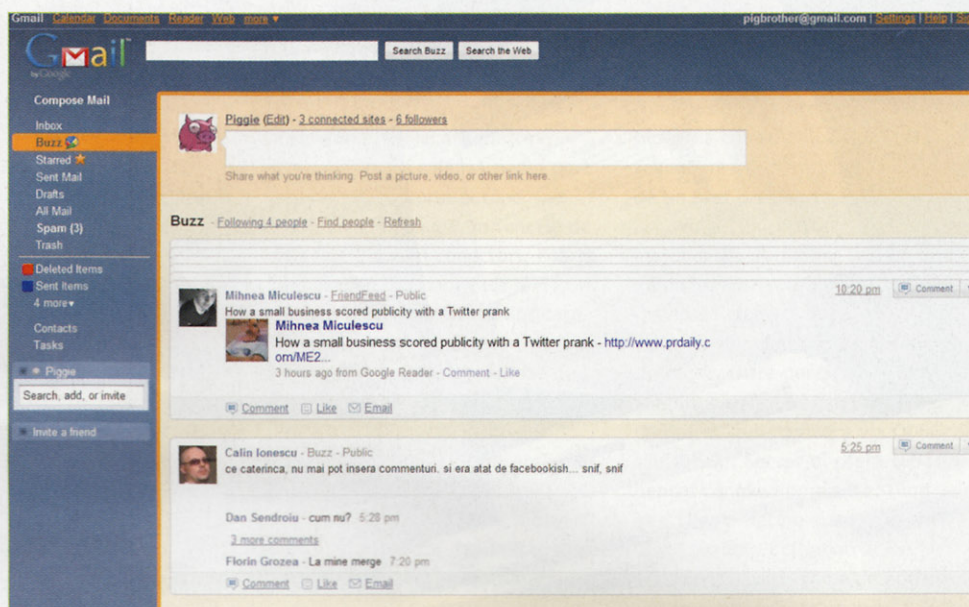 Gmail Calendar Documents Reader Web more ▾
pigbrother@gmail.com | Settings | Help |
Gmail™
by Google
Search Buzz
Search the Web
Compose Mail
Inbox
Buzz
Starred
Sent Mail
Drafts
All Mail
Spam (3)
Trash
Deleted Items
Sent Items
4 more▾
Contacts
Tasks
Piggie
Search, add, or invite
Invite a friend
Piggie (Edit) - 3 connected sites - 6 followers
Share what you're thinking. Post a picture, video, or other link here.
Buzz - Following 4 people - Find people - Refresh
Mihnea Miculescu - FriendFeed - Public
10:20 pm
Comment
How a small business scored publicity with a Twitter prank
Mihnea Miculescu
How a small business scored publicity with a Twitter prank - http://www.prdaily.c
om/ME2...
3 hours ago from Google Reader - Comment - Like
Comment Like Email
Calin Ionescu - Buzz - Public
5:25 pm
Comment
ce caterinca, nu mai pot insera commenturi. si era atat de facebookish... snif, snif
Dan Sendroiu - cum nu? 5:28 pm
3 more comments
Florin Grozea - La mine merge 7:20 pm
Comment Like Email